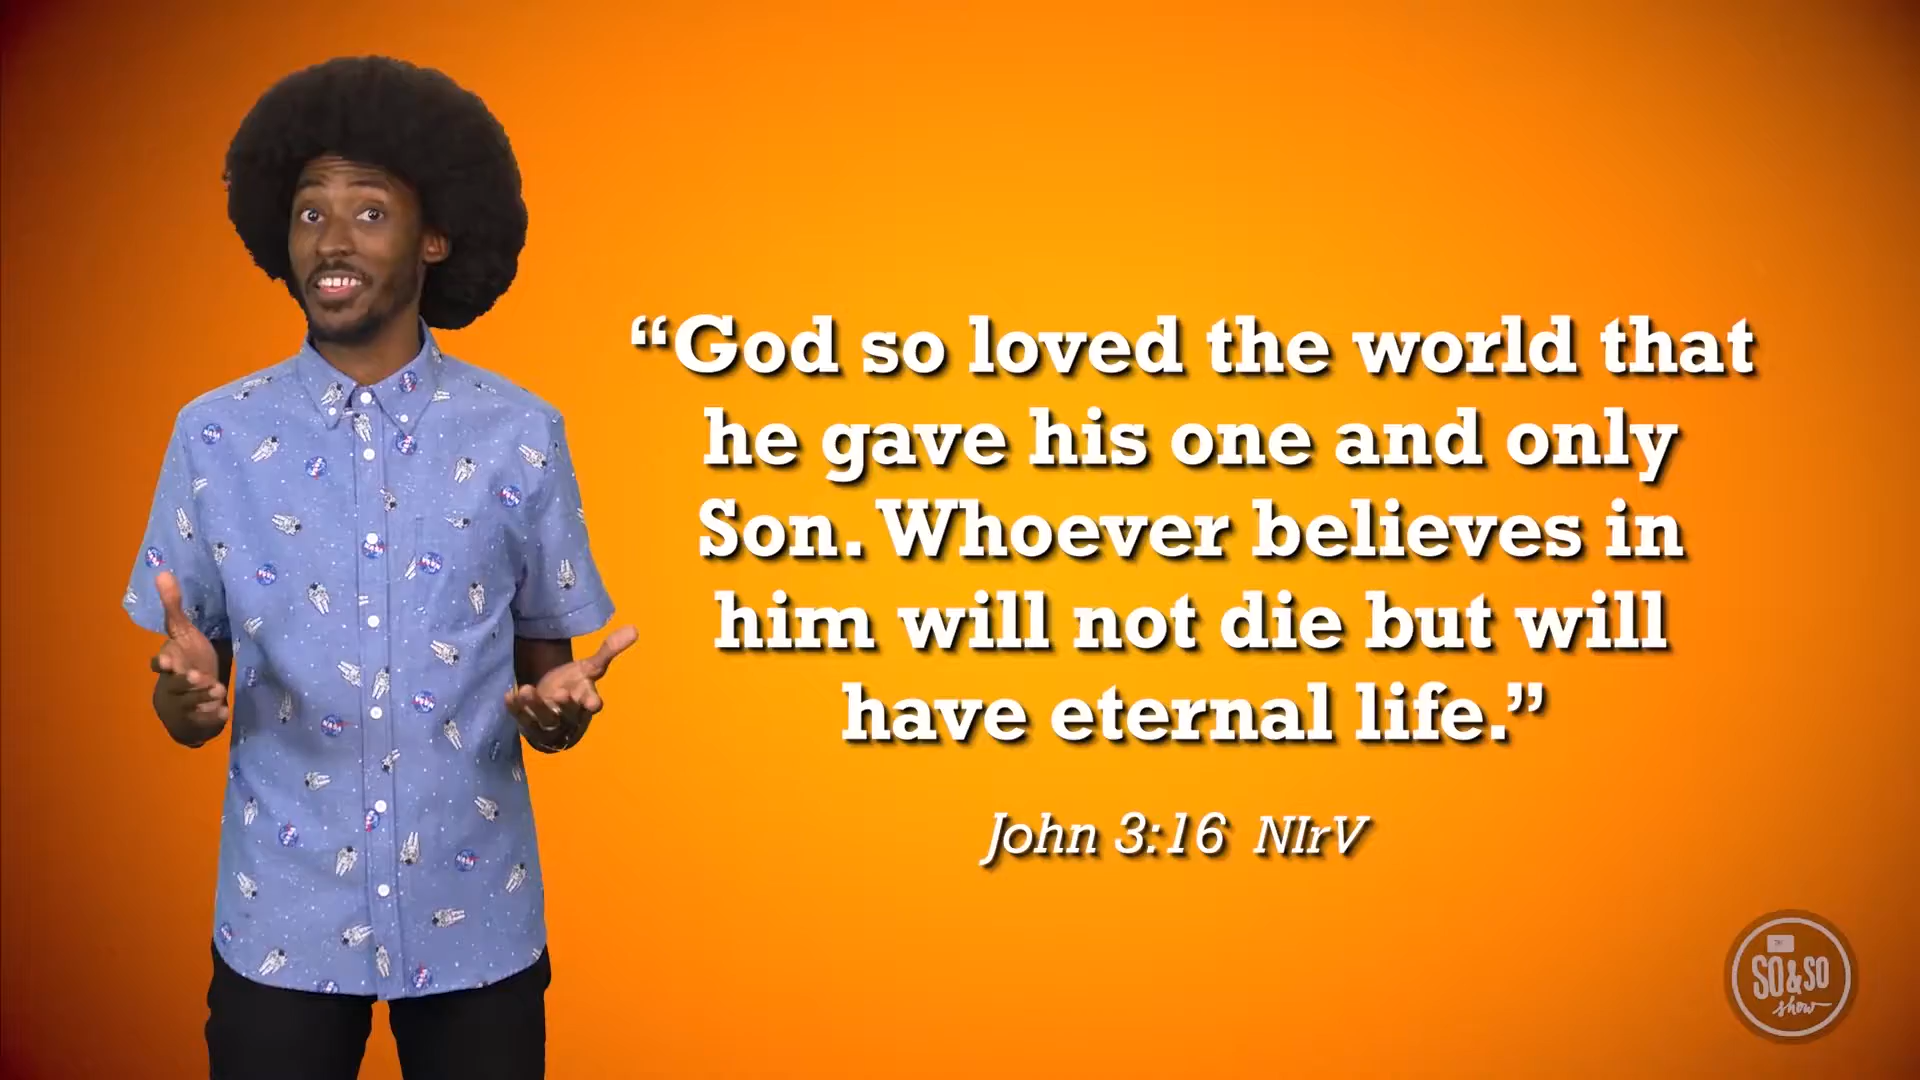 “God so loved the world that
he gave his one and only
Son. Whoever believes in
him will not die but will
have eternal life.”
John 3:16 NIrV
SO & SO
show